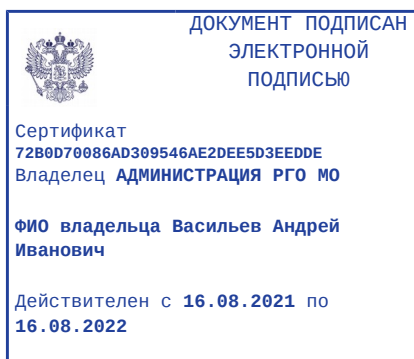 ДОКУМЕНТ ПОДПИСАН
ЭЛЕКТРОННОЙ
ПОДПИСЬЮ
Сертификат
72B0D70086AD309546AE2DEE5D3EEDDE
Владелец АДМИНИСТРАЦИЯ РГО МО
ФИО владельца Васильев Андрей
Иванович
Действителен с 16.08.2021 по
16.08.2022